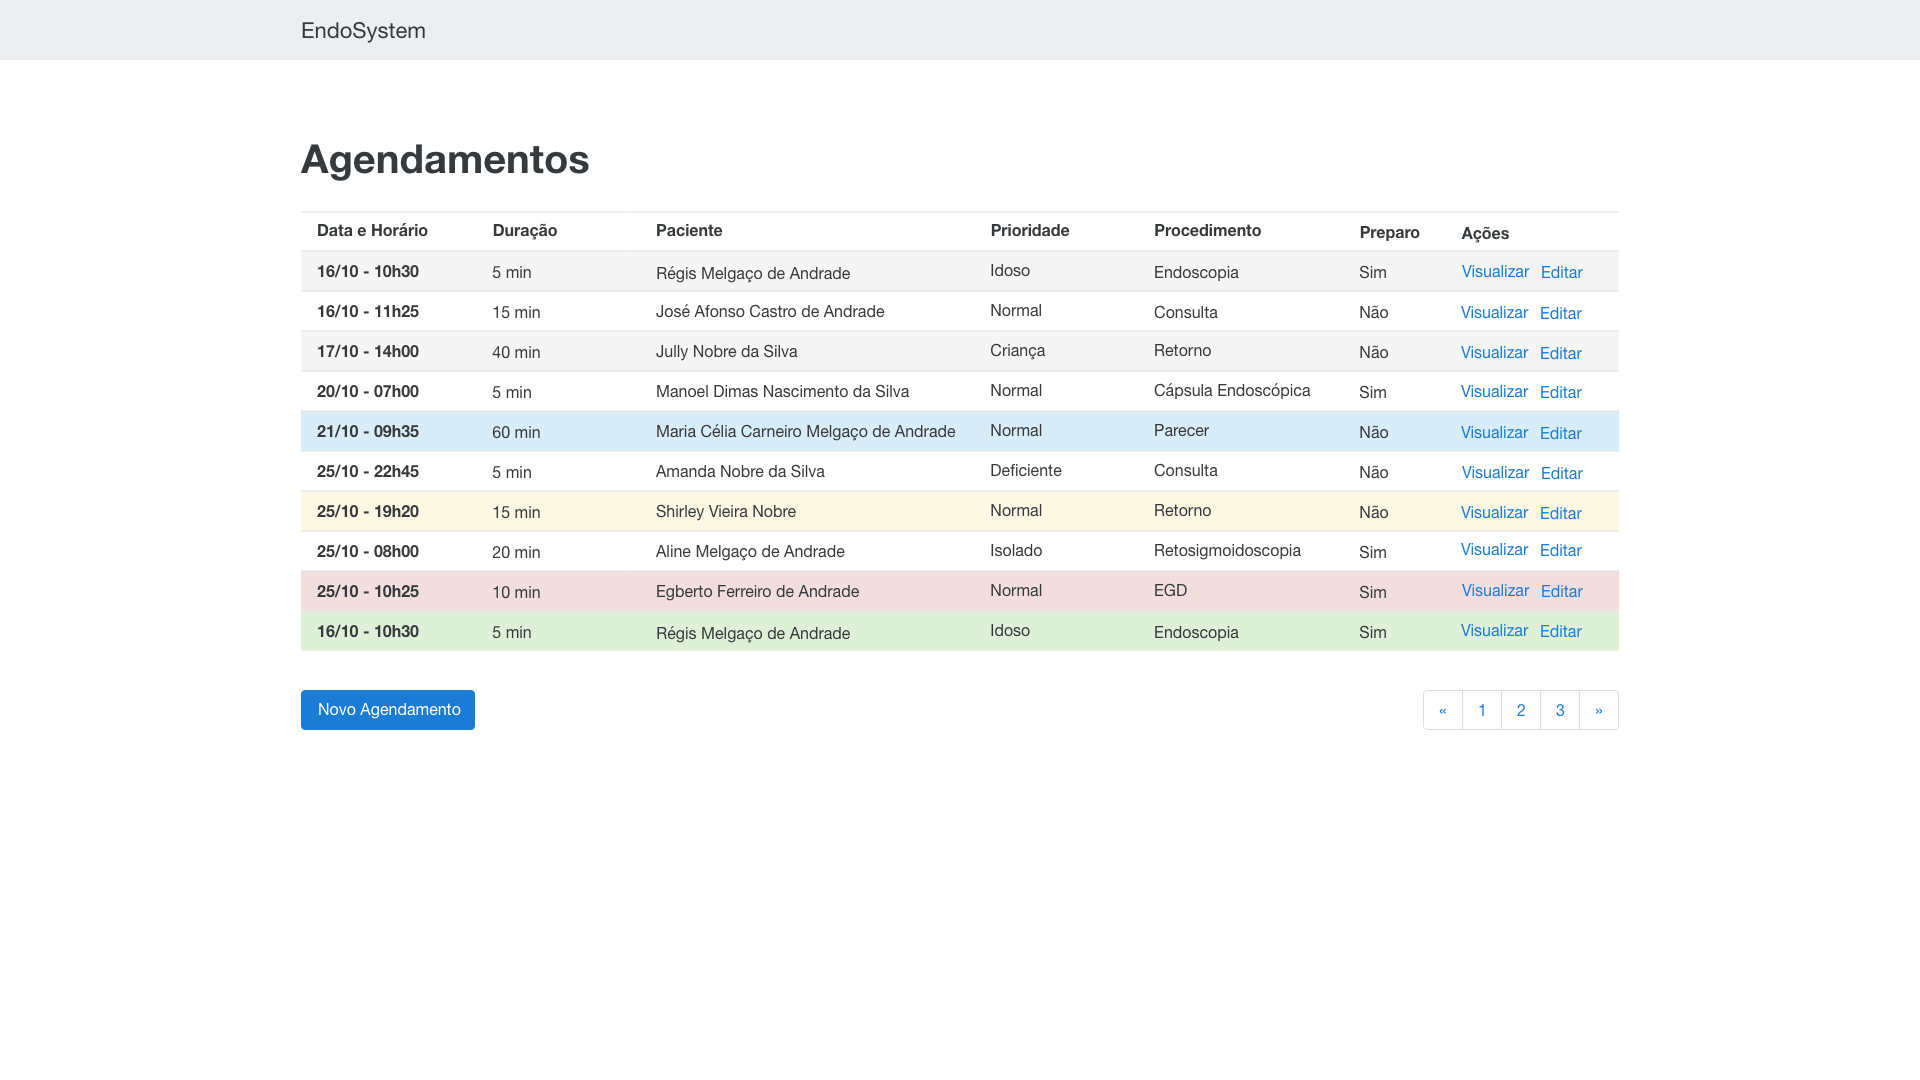 EndoSystem
Agendamentos
Data e Horário Duração Paciente Prioridade Procedimento Preparo Ações
16/10 - 10h30 5 min Régis Melgaço de Andrade Idoso Endoscopia Sim Visualizar Editar
16/10 - 11h25 15 min José Afonso Castro de Andrade Normal Consulta Não Visualizar Editar
17/10 - 14h00 40 min Jully Nobre da Silva Criança Retorno Não Visualizar Editar
20/10 - 07h00 5 min Manoel Dimas Nascimento da Silva Normal Cápsula Endoscópica Sim Visualizar Editar
21/10 - 09h35 60 min Maria Célia Carneiro Melgaço de Andrade Normal Parecer Não Visualizar Editar
25/10 - 22h45 5 min Amanda Nobre da Silva Deficiente Consulta Não Visualizar Editar
25/10 - 19h20 15 min Shirley Vieira Nobre Normal Retorno Não Visualizar Editar
25/10 - 08h00 20 min Aline Melgaço de Andrade Isolado Retosigmoidoscopia Sim Visualizar Editar
25/10 - 10h25 10 min Egberto Ferreiro de Andrade Normal EGD Sim Visualizar Editar
16/10 - 10h30 5 min Régis Melgaço de Andrade Idoso Endoscopia Sim Visualizar Editar
Novo Agendamento « 1 2 3 »